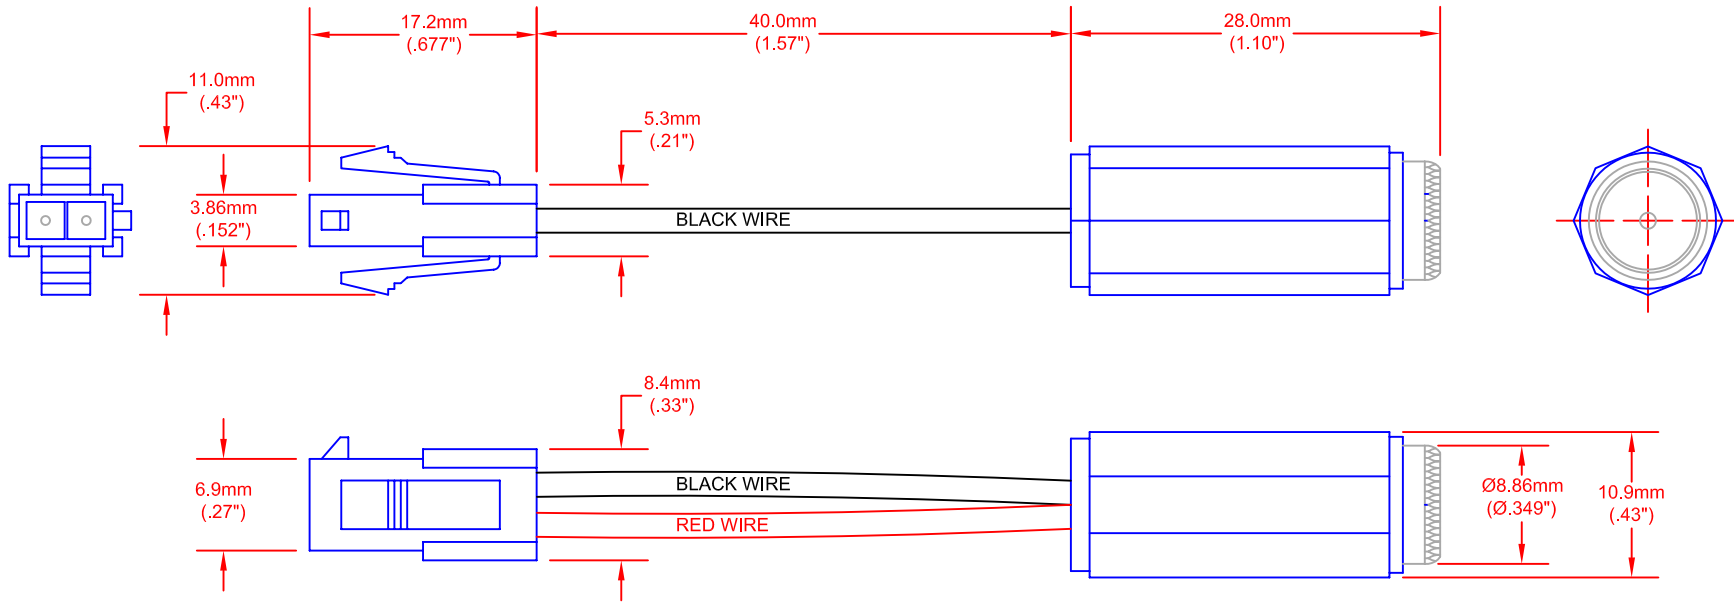 17.2mm
(.677")
40.0mm
(1.57")
28.0mm
(1.10")
11.0mm
(.43")
5.3mm
(.21")
3.86mm
(.152")
BLACK WIRE
8.4mm
(.33")
6.9mm
(.27")
BLACK WIRE
RED WIRE
Ø8.86mm
(Ø.349")
10.9mm
(.43")